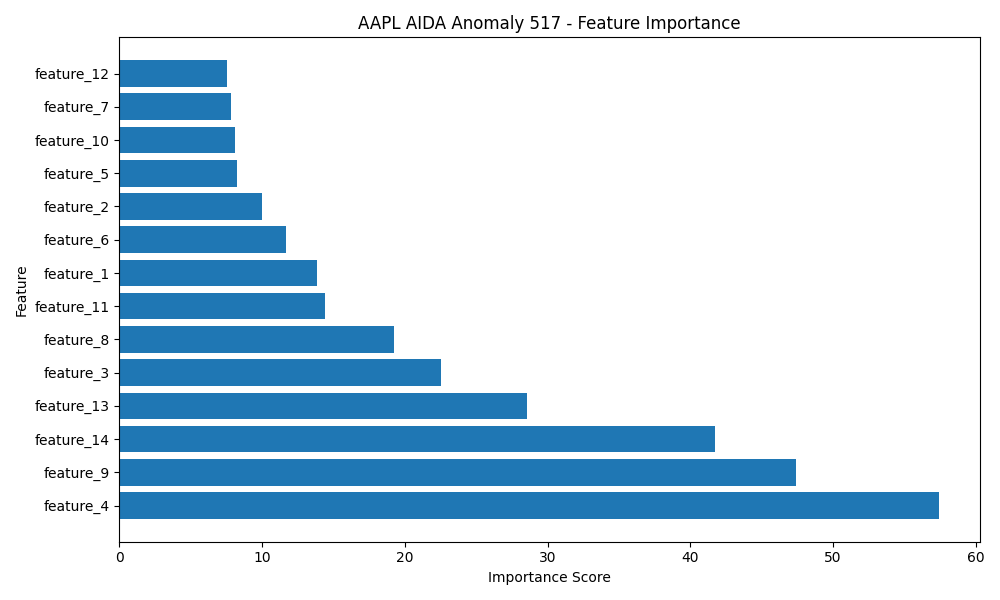 AAPL AIDA Anomaly 517 - Feature Importance
Feature
feature_12
feature_7
feature_10
feature_5
feature_2
feature_6
feature_1
feature_11
feature_8
feature_3
feature_13
feature_14
feature_9
feature_4
0 10 20 30 40 50 60
Importance Score